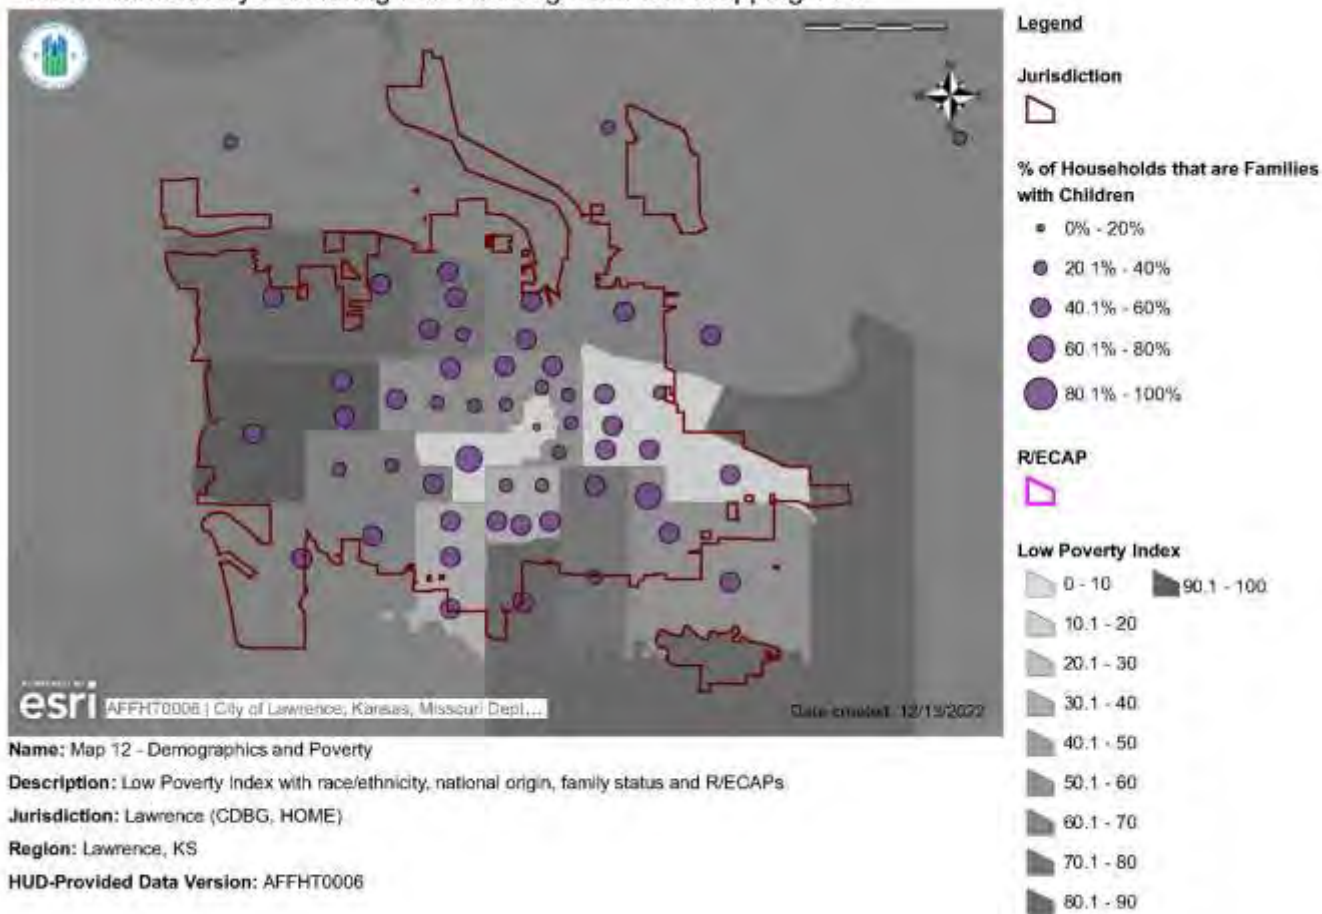 Legend
Jurisdiction
% of Households that are Families
with Children
0% - 20%
20.1% - 40%
40.1% - 60%
60.1% - 80%
80.1% - 100%
R/ECAP
Low Poverty Index
0 - 10
90.1 - 100
10.1 - 20
20.1 - 30
30.1 - 40
40.1 - 50
50.1 - 60
60.1 - 70
70.1 - 80
80.1 - 90
esri
AFFHT0006 | City of Lawrence, Kansas, Missouri Dept....
Date created: 12/13/2022
Name: Map 12 - Demographics and Poverty
Description: Low Poverty Index with race/ethnicity, national origin, family status and R/ECAPs
Jurisdiction: Lawrence (CDBG, HOME)
Region: Lawrence, KS
HUD-Provided Data Version: AFFHT0006